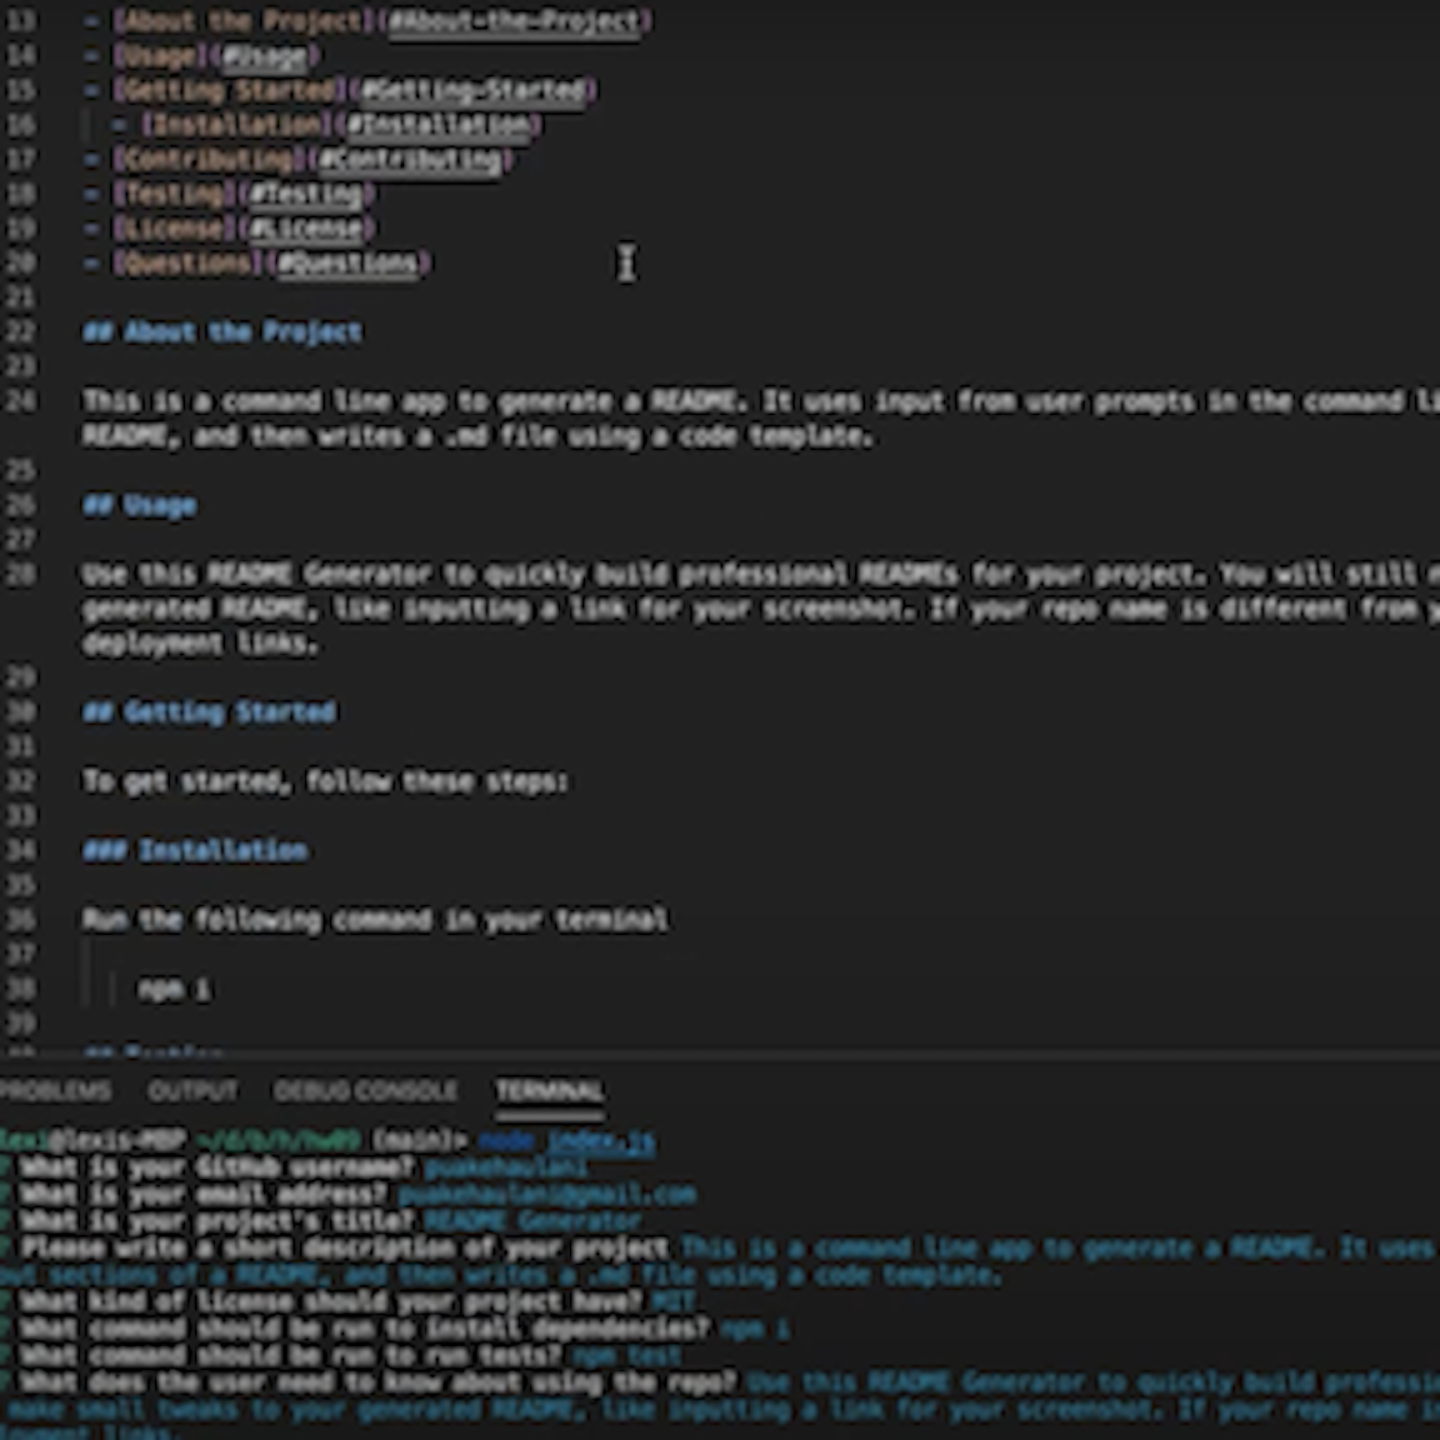 13 - [About the Project](#About-the-Project)
14 - [Usage](#Usage)
15 - [Getting Started](#Getting-Started)
16 - [Installation](#Installation)
17 - [Contributing](#Contributing)
18 - [Testing](#Testing)
19 - [License](#License)
20 - [Questions](#Questions)
21
22 ## About the Project
23
24 This is a command line app to generate a README. It uses input from user prompts in the command li
README, and then writes a .md file using a code template.
25
26 ## Usage
27
28 Use this README Generator to quickly build professional READMEs for your project. You will still
generated README, like inputting a link for your screenshot. If your repo name is different from y
deployment links.
29
30 ## Getting Started
31
32 To get started, follow these steps:
33
34 ### Installation
35
36 Run the following command in your terminal
37
38 npm i
39
PROBLEMS OUTPUT DEBUG CONSOLE TERMINAL
lexi@lexis-MBP ~/d/b/h/hw09 (main)> node index.js
? What is your GitHub username? puakehaulani
? What is your email address? puakehaulani@gmail.com
? What is your project's title? README Generator
? Please write a short description of your project This is a command line app to generate a README. It uses
out sections of a README, and then writes a .md file using a code template.
? What kind of license should your project have? MIT
? What command should be run to install dependencies? npm i
? What command should be run to run tests? npm test
? What does the user need to know about using the repo? Use this README Generator to quickly build professi
make small tweaks to your generated README, like inputting a link for your screenshot. If your repo name is
links.